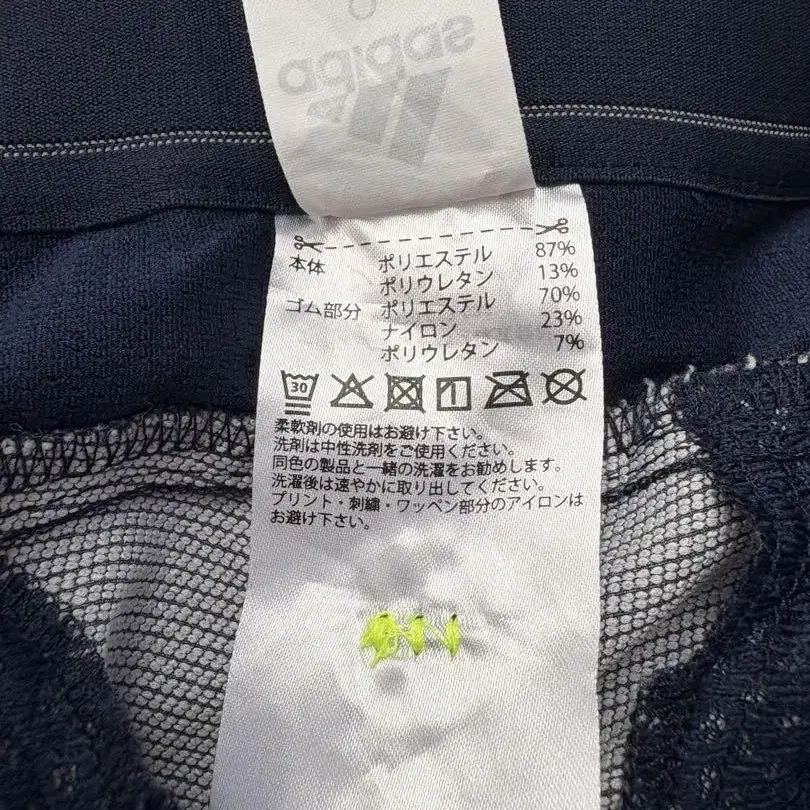 adidas
本体 ポリエステル 87%
ポリウレタン 13%
ゴム部分 ポリエステル 70%
ナイロン 23%
ポリウレタン 7%
30
柔軟剤の使用はお避け下さい。
洗剤は中性洗剤をご使用ください。
同色の製品と一緒の洗濯をお勧めします。
洗濯後は速やかに取り出してください。
プリント・刺繍・ワッペン部分のアイロンは
お避け下さい。